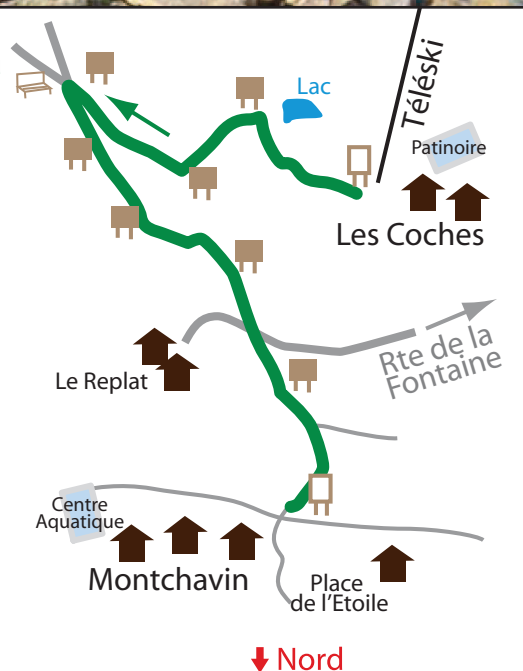 Lac
Téléski
Patinoire
Les Coches
Rte de la
Fontaine
Le Replat
Centre
Aquatique
Montchavin
Place
de l'Etoile
Nord